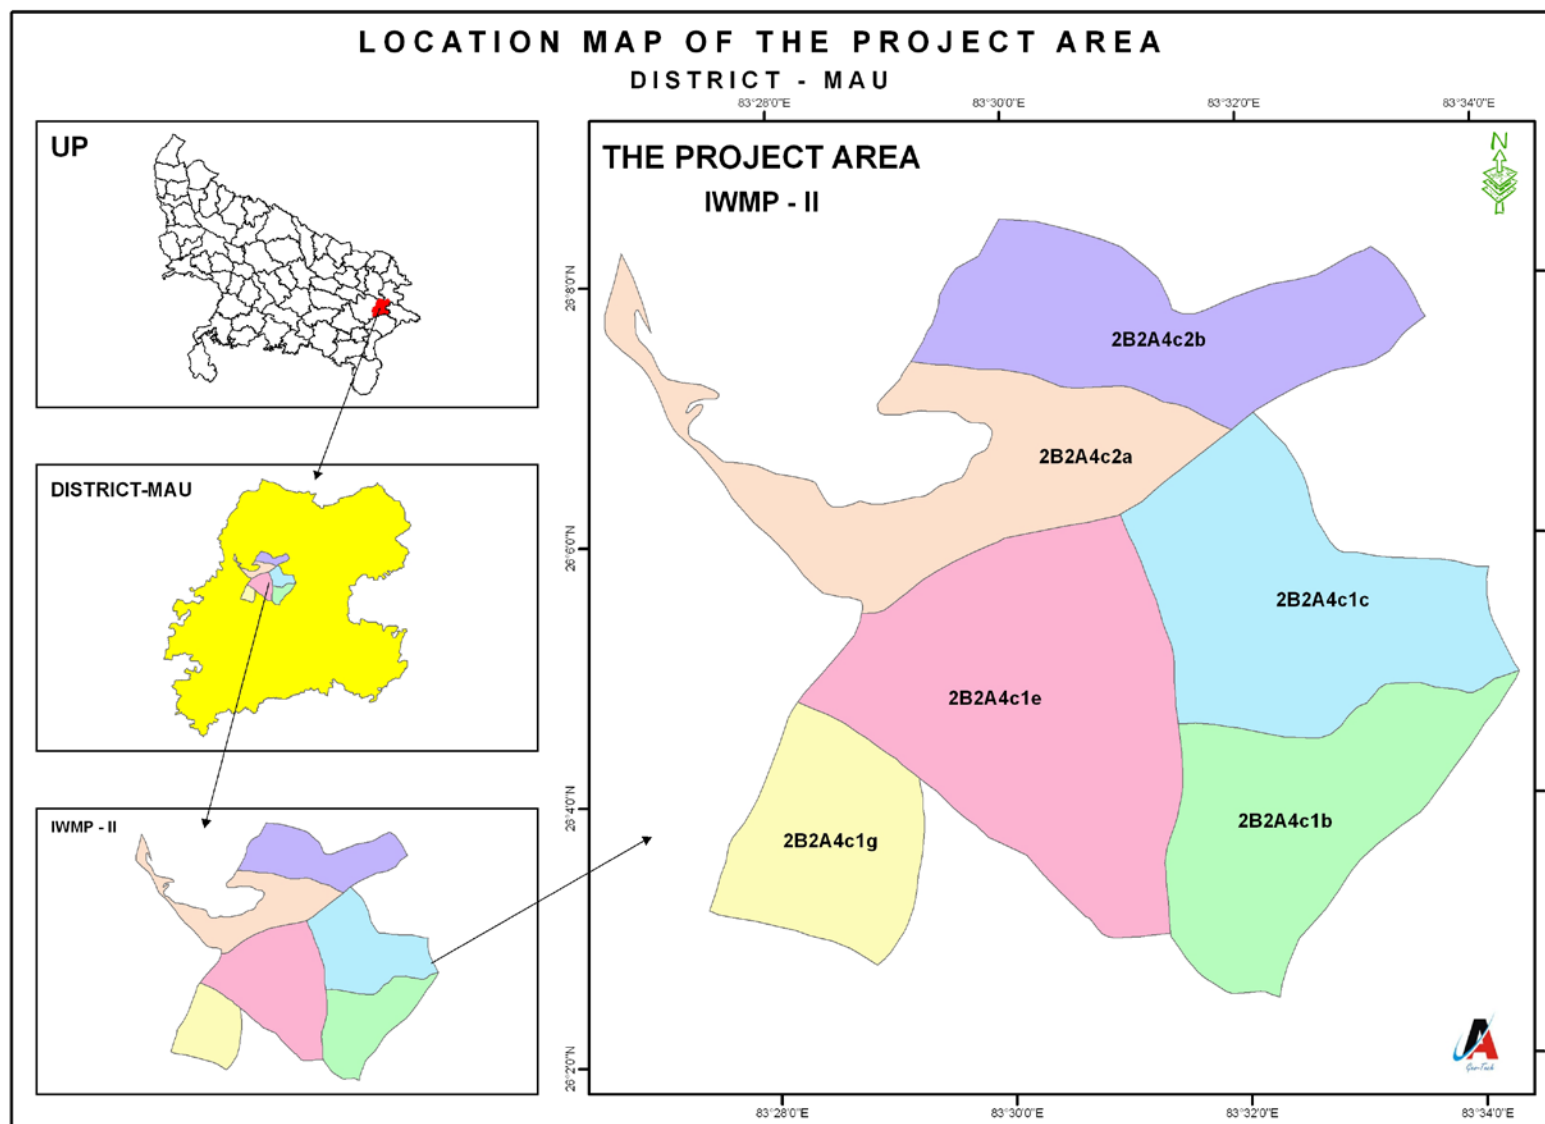 LOCATION MAP OF THE PROJECT AREA
DISTRICT - MAU
UP
DISTRICT-MAU
IWMP - II
83°28'0"E 83°30'0"E 83°32'0"E 83°34'0"E
THE PROJECT AREA
IWMP - II
N
26°8'0"N
26°6'0"N
26°4'0"N
26°2'0"N
2B2A4c2b
2B2A4c2a
2B2A4c1c
2B2A4c1e
2B2A4c1b
2B2A4c1g
Geo-Tech
83°28'0"E 83°30'0"E 83°32'0"E 83°34'0"E